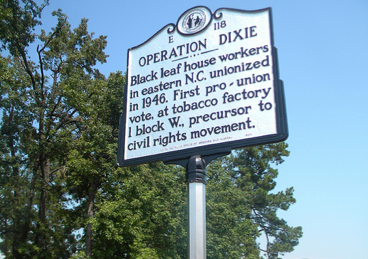 E 118
OPERATION DIXIE
Black leaf house workers
in eastern N.C. unionized
in 1946. First pro-union
vote, at tobacco factory
1 block W., precursor to
civil rights movement.